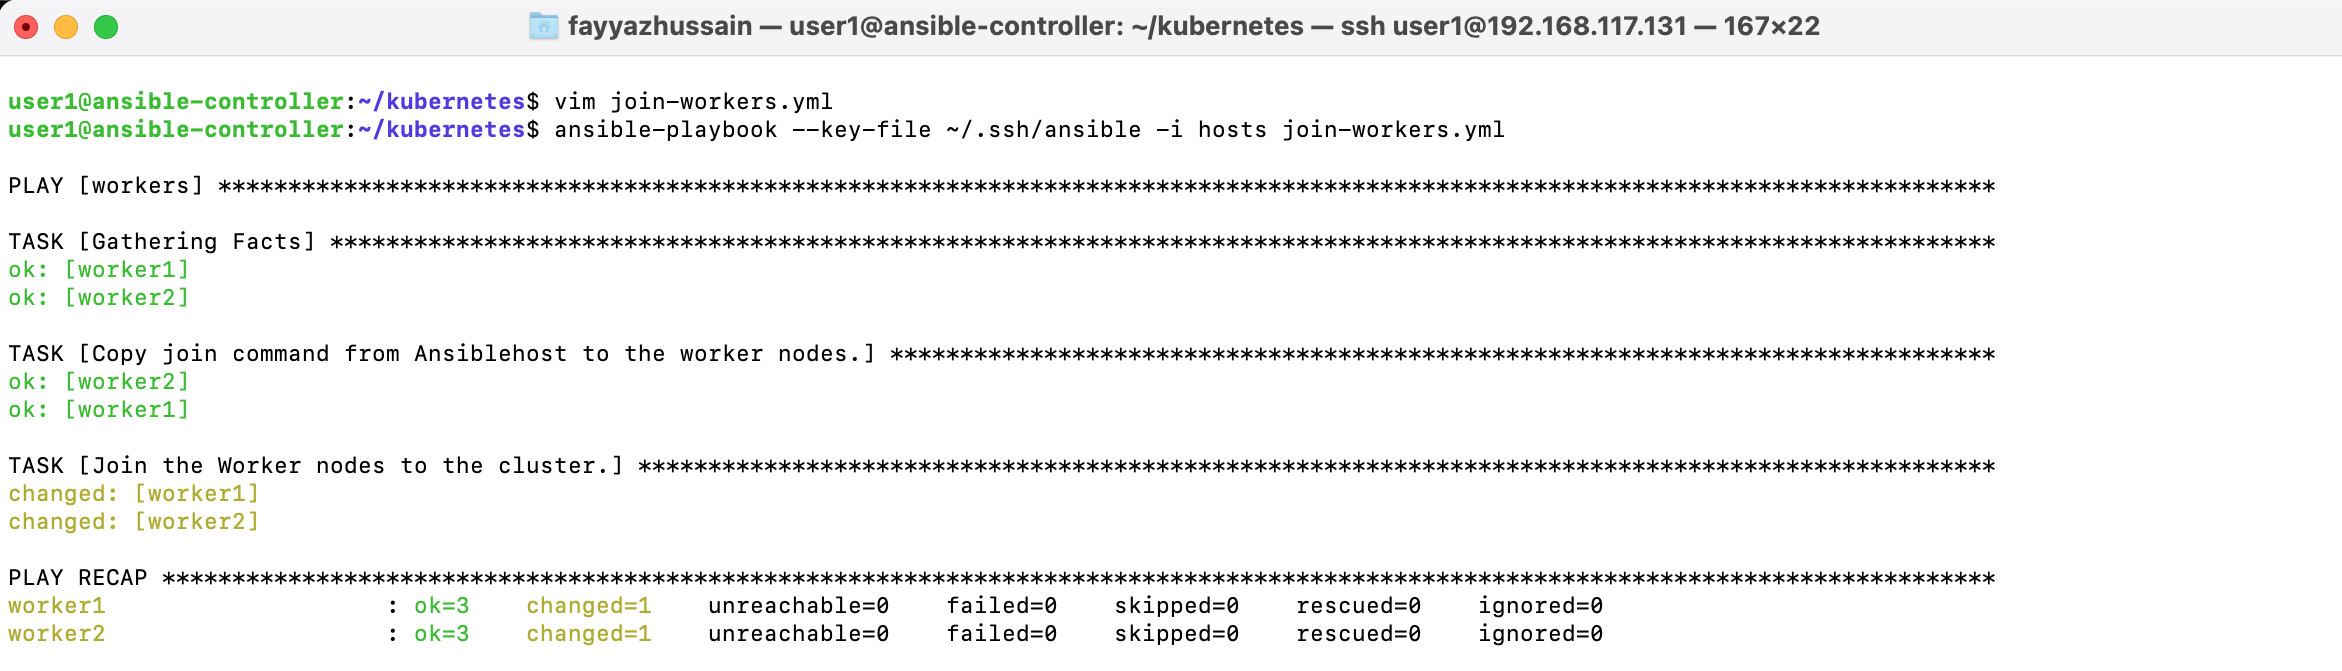 fayyazhussain — user1@ansible-controller: ~/kubernetes — ssh user1@192.168.117.131 — 167×22
user1@ansible-controller:~/kubernetes$ vim join-workers.yml
user1@ansible-controller:~/kubernetes$ ansible-playbook --key-file ~/.ssh/ansible -i hosts join-workers.yml
PLAY [workers] *******************************************************************************************************************************
TASK [Gathering Facts] ***********************************************************************************************************************
ok: [worker1]
ok: [worker2]
TASK [Copy join command from Ansiblehost to the worker nodes.] *******************************************************************************
ok: [worker2]
ok: [worker1]
TASK [Join the Worker nodes to the cluster.] *************************************************************************************************
changed: [worker1]
changed: [worker2]
PLAY RECAP ***********************************************************************************************************************************
worker1                    : ok=3    changed=1    unreachable=0    failed=0    skipped=0    rescued=0    ignored=0
worker2                    : ok=3    changed=1    unreachable=0    failed=0    skipped=0    rescued=0    ignored=0